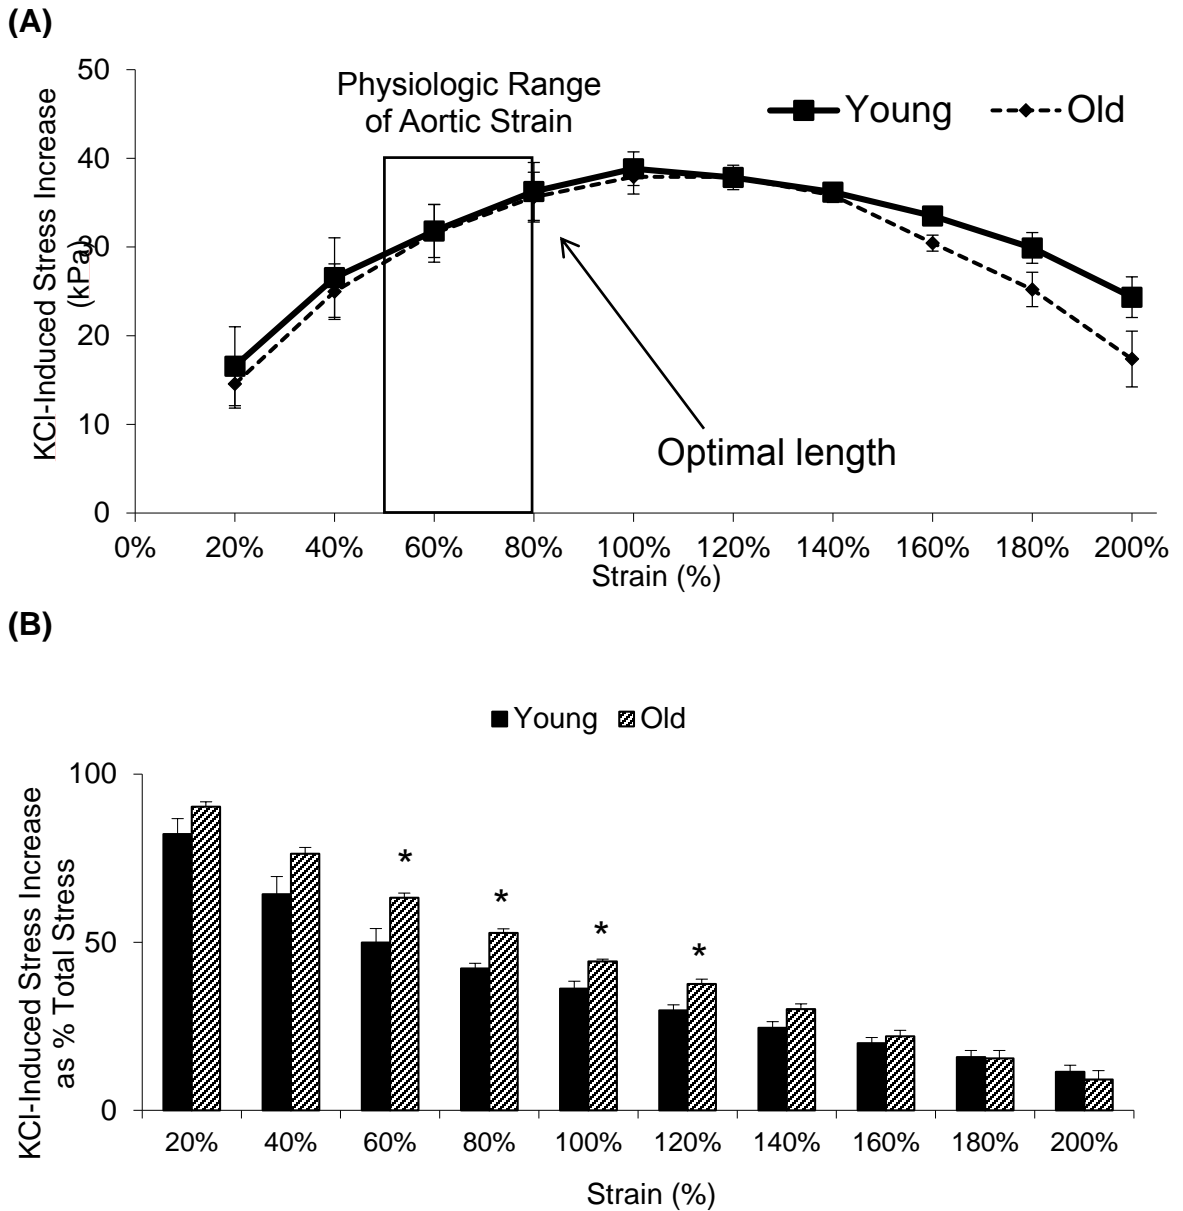 (A)
KCl-Induced Stress Increase
(kPa)
50
40
30
20
10
0
Physiologic Range
of Aortic Strain
Young
Old
Optimal length
0%
20%
40%
60%
80%
100%
120%
140%
160%
180%
200%
Strain (%)
(B)
Young
Old
KCl-Induced Stress Increase
as % Total Stress
100
50
0
*
*
*
*
20%
40%
60%
80%
100%
120%
140%
160%
180%
200%
Strain (%)